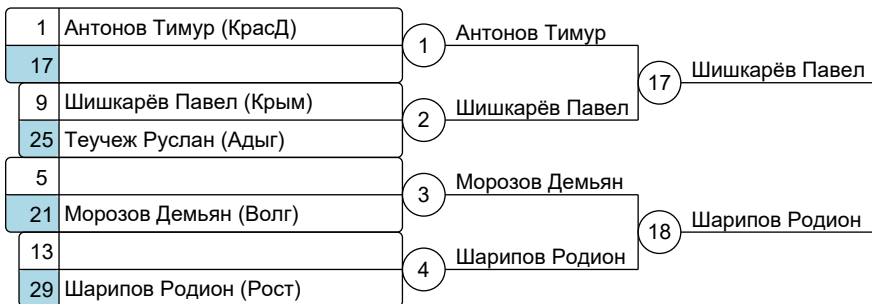 1 Антонов Тимур (КрасД)
17
9 Шишкарёв Павел (Крым)
25 Теучеж Руслан (Адыг)
5
21 Морозов Демьян (Волг)
13
29 Шарипов Родион (Рост)
1 Антонов Тимур
2 Шишкарёв Павел
3 Морозов Демьян
4 Шарипов Родион
17 Шишкарёв Павел
18 Шарипов Родион